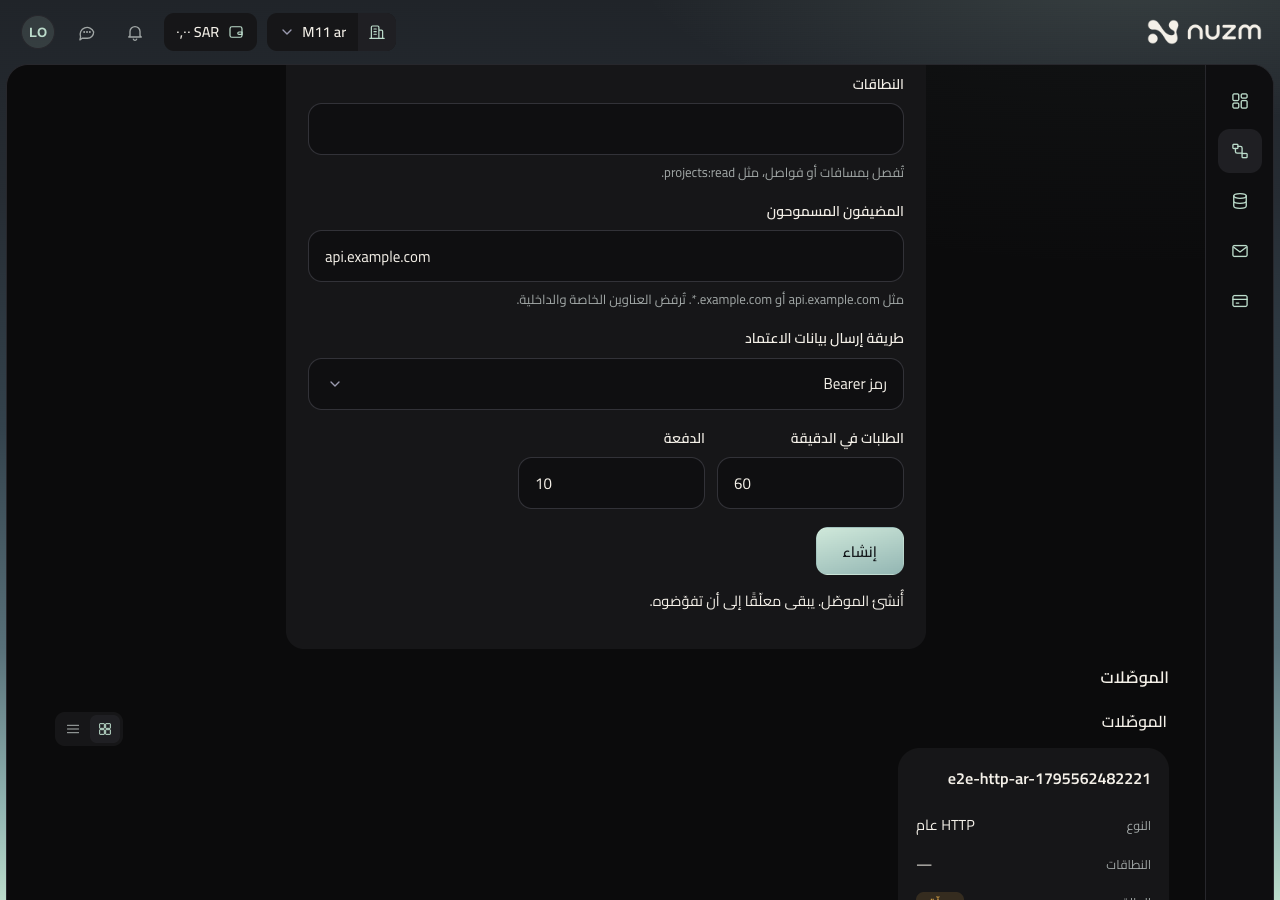 nuzm
M11 ar
٠,٠٠ SAR
LO
النطاقات
تُفصل بمسافات أو فواصل، مثل projects:read.
المضيفون المسموحون
api.example.com
مثل api.example.com أو example.com.*. تُرفض العناوين الخاصة والداخلية.
طريقة إرسال بيانات الاعتماد
رمز Bearer
الطلبات في الدقيقة
الدفعة
60
10
إنشاء
أُنشئ الموصّل. يبقى معلّقًا إلى أن تفوّضوه.
الموصّلات
الموصّلات
e2e-http-ar-1795562482221
النوع
HTTP عام
النطاقات
—